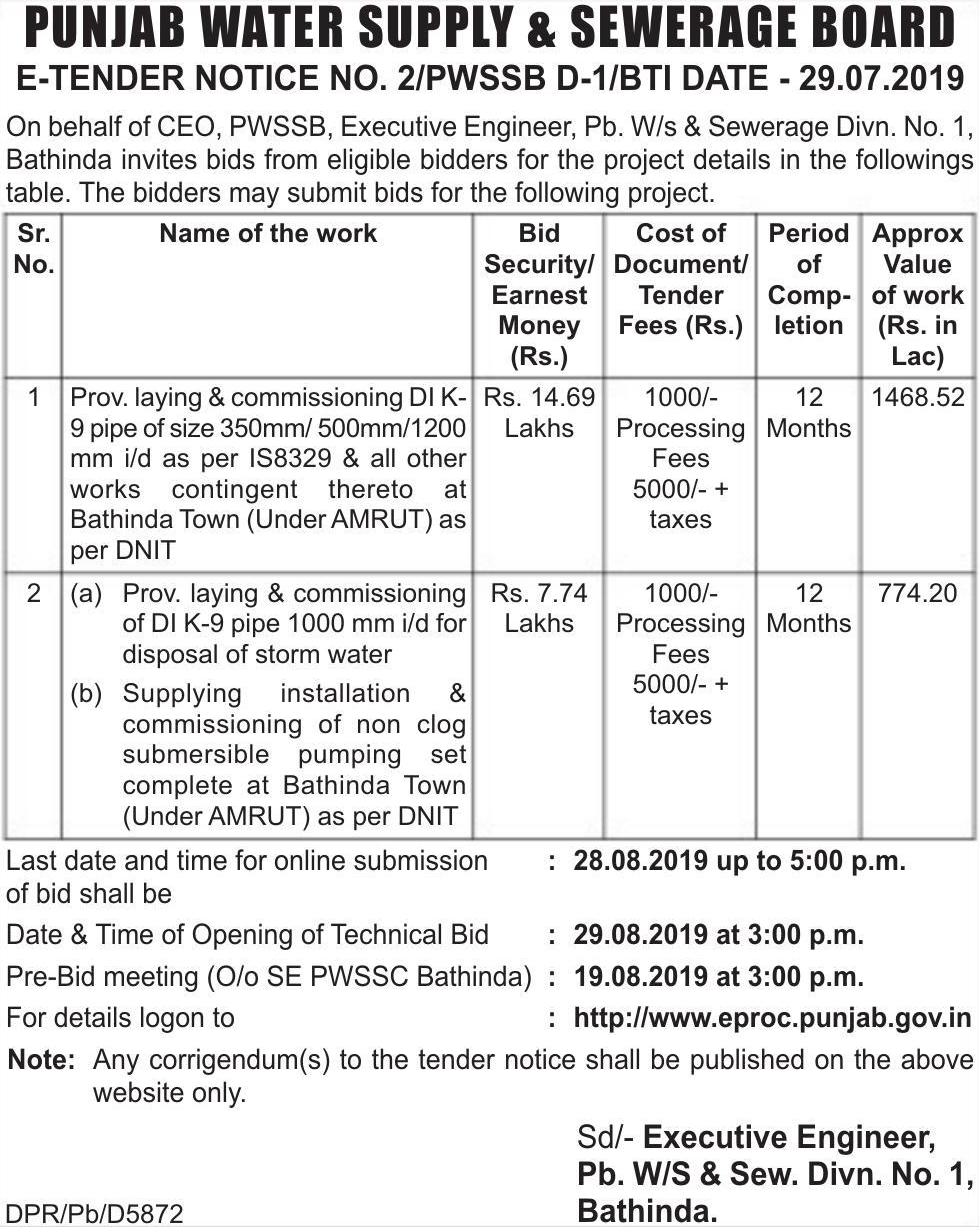 PUNJAB WATER SUPPLY & SEWERAGE BOARD
E-TENDER NOTICE NO. 2/PWSSB D-1/BTI DATE - 29.07.2019
On behalf of CEO, PWSSB, Executive Engineer, Pb. W/s & Sewerage Divn. No. 1,
Bathinda invites bids from eligible bidders for the project details in the followings
table. The bidders may submit bids for the following project.
Sr.
No.
Name of the work
Bid
Security/
Earnest
Money
(Rs.)
Cost of
Document/
Tender
Fees (Rs.)
Period
of
Comp-
letion
Approx
Value
of work
(Rs. in
Lac)
1
Prov. laying & commissioning DI K-
9 pipe of size 350mm/ 500mm/1200
mm i/d as per IS8329 & all other
works contingent thereto at
Bathinda Town (Under AMRUT) as
per DNIT
Rs. 14.69
Lakhs
1000/-
Processing
Fees
5000/- +
taxes
12
Months
1468.52
2
(a) Prov. laying & commissioning
of DI K-9 pipe 1000 mm i/d for
disposal of storm water
(b) Supplying installation &
commissioning of non clog
submersible pumping set
complete at Bathinda Town
(Under AMRUT) as per DNIT
Rs. 7.74
Lakhs
1000/-
Processing
Fees
5000/- +
taxes
12
Months
774.20
Last date and time for online submission : 28.08.2019 up to 5:00 p.m.
of bid shall be
Date & Time of Opening of Technical Bid : 29.08.2019 at 3:00 p.m.
Pre-Bid meeting (O/o SE PWSSC Bathinda) : 19.08.2019 at 3:00 p.m.
For details logon to : http://www.eproc.punjab.gov.in
Note: Any corrigendum(s) to the tender notice shall be published on the above
website only.
Sd/- Executive Engineer,
Pb. W/S & Sew. Divn. No. 1,
Bathinda.
DPR/Pb/D5872